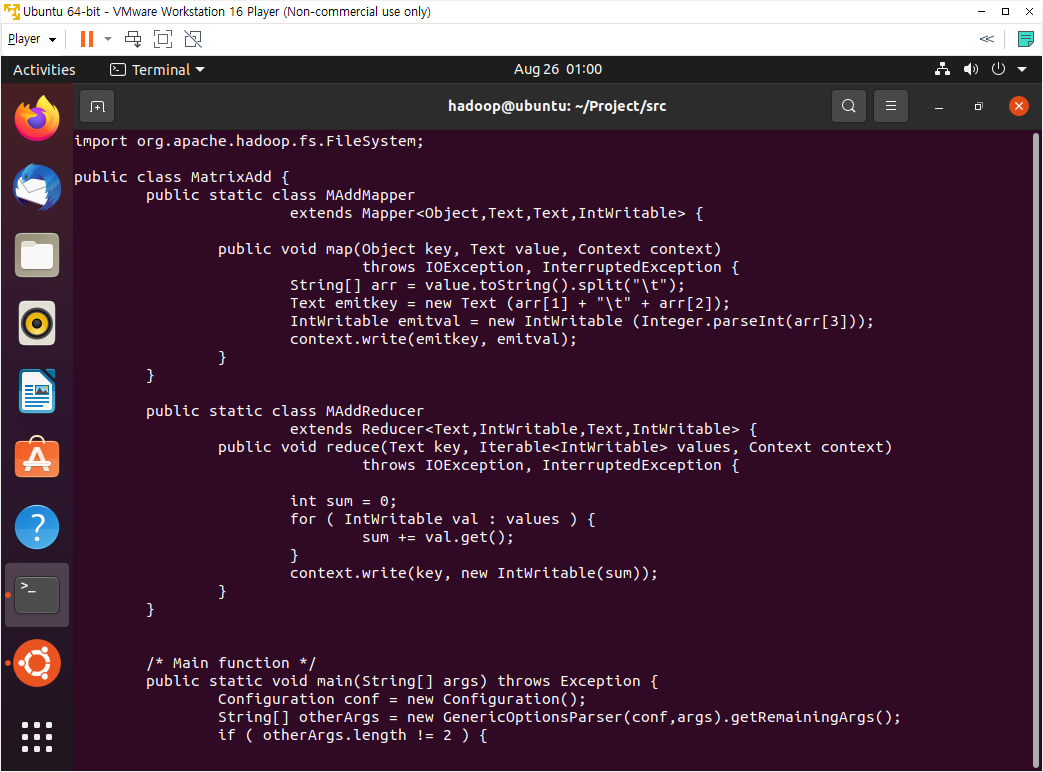 Ubuntu 64-bit - VMware Workstation 16 Player (Non-commercial use only)
Player
Activities Terminal Aug 26 01:00
hadoop@ubuntu: ~/Project/src
import org.apache.hadoop.fs.FileSystem;
public class MatrixAdd {
public static class MAddMapper
extends Mapper<Object,Text,Text,IntWritable> {
public void map(Object key, Text value, Context context)
throws IOException, InterruptedException {
String[] arr = value.toString().split("\t");
Text emitkey = new Text (arr[1] + "\t" + arr[2]);
IntWritable emitval = new IntWritable (Integer.parseInt(arr[3]));
context.write(emitkey, emitval);
}
}
public static class MAddReducer
extends Reducer<Text,IntWritable,Text,IntWritable> {
public void reduce(Text key, Iterable<IntWritable> values, Context context)
throws IOException, InterruptedException {
int sum = 0;
for ( IntWritable val : values ) {
sum += val.get();
}
context.write(key, new IntWritable(sum));
}
}
/* Main function */
public static void main(String[] args) throws Exception {
Configuration conf = new Configuration();
String[] otherArgs = new GenericOptionsParser(conf,args).getRemainingArgs();
if ( otherArgs.length != 2 ) {